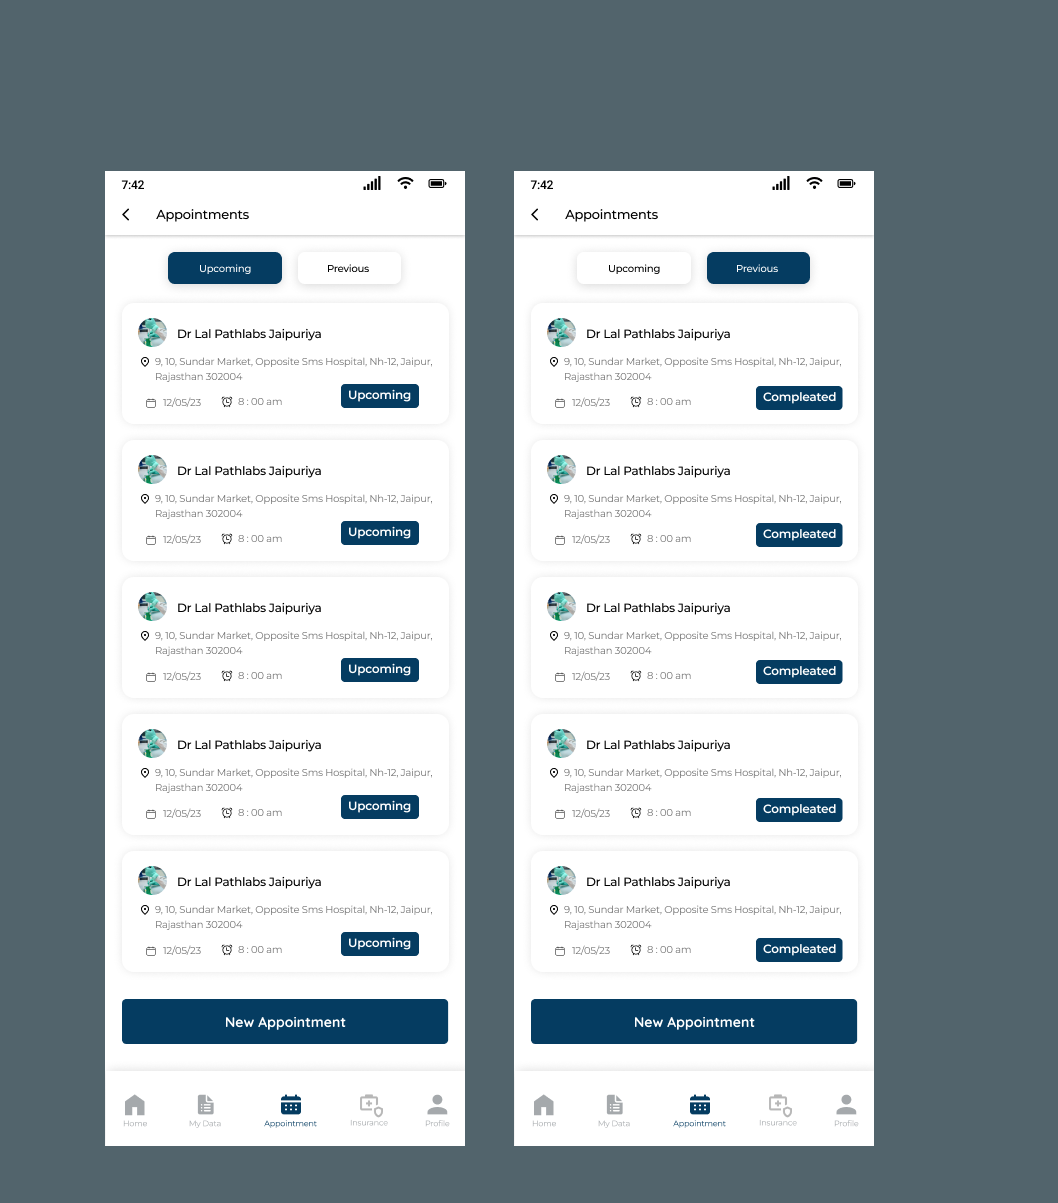 7:42
Appointments
Upcoming
Previous
Dr Lal Pathlabs Jaipuriya
9, 10, Sundar Market, Opposite Sms Hospital, Nh-12, Jaipur,
Rajasthan 302004
12/05/23
8 : 00 am
Upcoming
Dr Lal Pathlabs Jaipuriya
9, 10, Sundar Market, Opposite Sms Hospital, Nh-12, Jaipur,
Rajasthan 302004
12/05/23
8 : 00 am
Upcoming
Dr Lal Pathlabs Jaipuriya
9, 10, Sundar Market, Opposite Sms Hospital, Nh-12, Jaipur,
Rajasthan 302004
12/05/23
8 : 00 am
Upcoming
Dr Lal Pathlabs Jaipuriya
9, 10, Sundar Market, Opposite Sms Hospital, Nh-12, Jaipur,
Rajasthan 302004
12/05/23
8 : 00 am
Upcoming
Dr Lal Pathlabs Jaipuriya
9, 10, Sundar Market, Opposite Sms Hospital, Nh-12, Jaipur,
Rajasthan 302004
12/05/23
8 : 00 am
Upcoming
New Appointment
Home
My Data
Appointment
Insurance
Profile
7:42
Appointments
Upcoming
Previous
Dr Lal Pathlabs Jaipuriya
9, 10, Sundar Market, Opposite Sms Hospital, Nh-12, Jaipur,
Rajasthan 302004
12/05/23
8 : 00 am
Compleated
Dr Lal Pathlabs Jaipuriya
9, 10, Sundar Market, Opposite Sms Hospital, Nh-12, Jaipur,
Rajasthan 302004
12/05/23
8 : 00 am
Compleated
Dr Lal Pathlabs Jaipuriya
9, 10, Sundar Market, Opposite Sms Hospital, Nh-12, Jaipur,
Rajasthan 302004
12/05/23
8 : 00 am
Compleated
Dr Lal Pathlabs Jaipuriya
9, 10, Sundar Market, Opposite Sms Hospital, Nh-12, Jaipur,
Rajasthan 302004
12/05/23
8 : 00 am
Compleated
Dr Lal Pathlabs Jaipuriya
9, 10, Sundar Market, Opposite Sms Hospital, Nh-12, Jaipur,
Rajasthan 302004
12/05/23
8 : 00 am
Compleated
New Appointment
Home
My Data
Appointment
Insurance
Profile